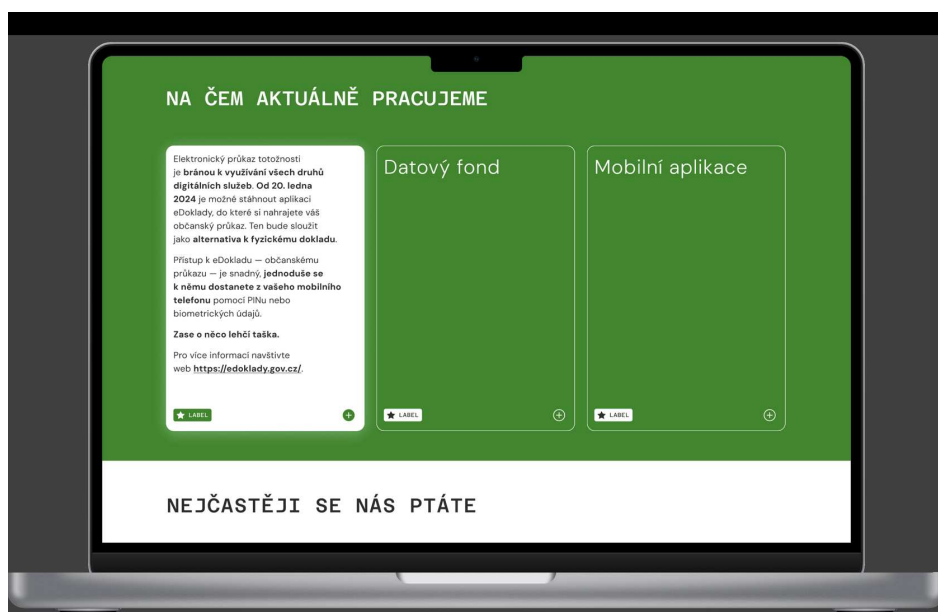 NA ČEM AKTUÁLNĚ PRACUJEME
Elektronický průkaz totožnosti
je bránou k využívání všech druhů
digitálních služeb. Od 20. ledna
2024 je možné stáhnout aplikaci
eDoklady, do které si nahrajete váš
občanský průkaz. Ten bude sloužit
jako alternativa k fyzickému dokladu.
Přístup k eDokladu — občanskému
průkazu — je snadný, jednoduše se
k němu dostanete z vašeho mobilního
telefonu pomocí PINu nebo
biometrických údajů.
Zase o něco lehčí taška.
Pro více informací navštivte
web https://edoklady.gov.cz/.
LABEL
Datový fond
LABEL
Mobilní aplikace
LABEL
NEJČASTĚJI SE NÁS PTÁTE